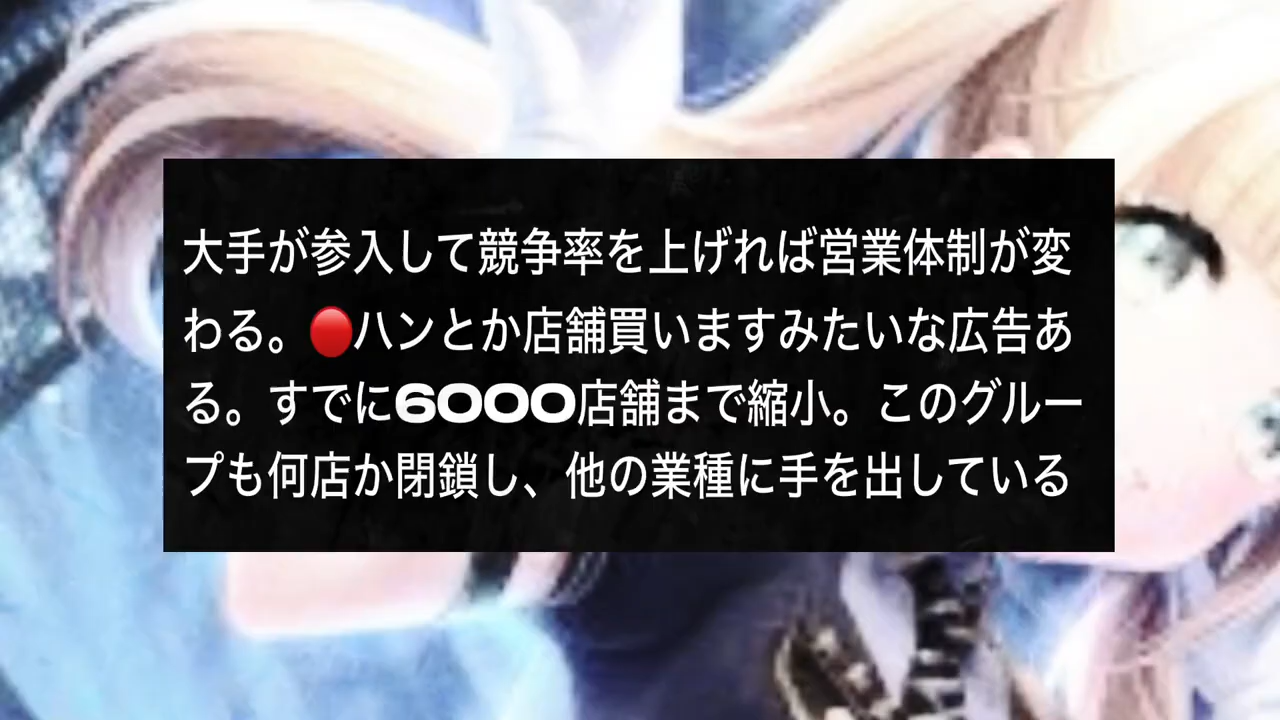 大手が参入して競争率を上げれば営業体制が変
わる。🔴ハンとか店舗買いますみたいな広告あ
る。すでに6000店舗まで縮小。このグルー
プも何店か閉鎖し、他の業種に手を出している